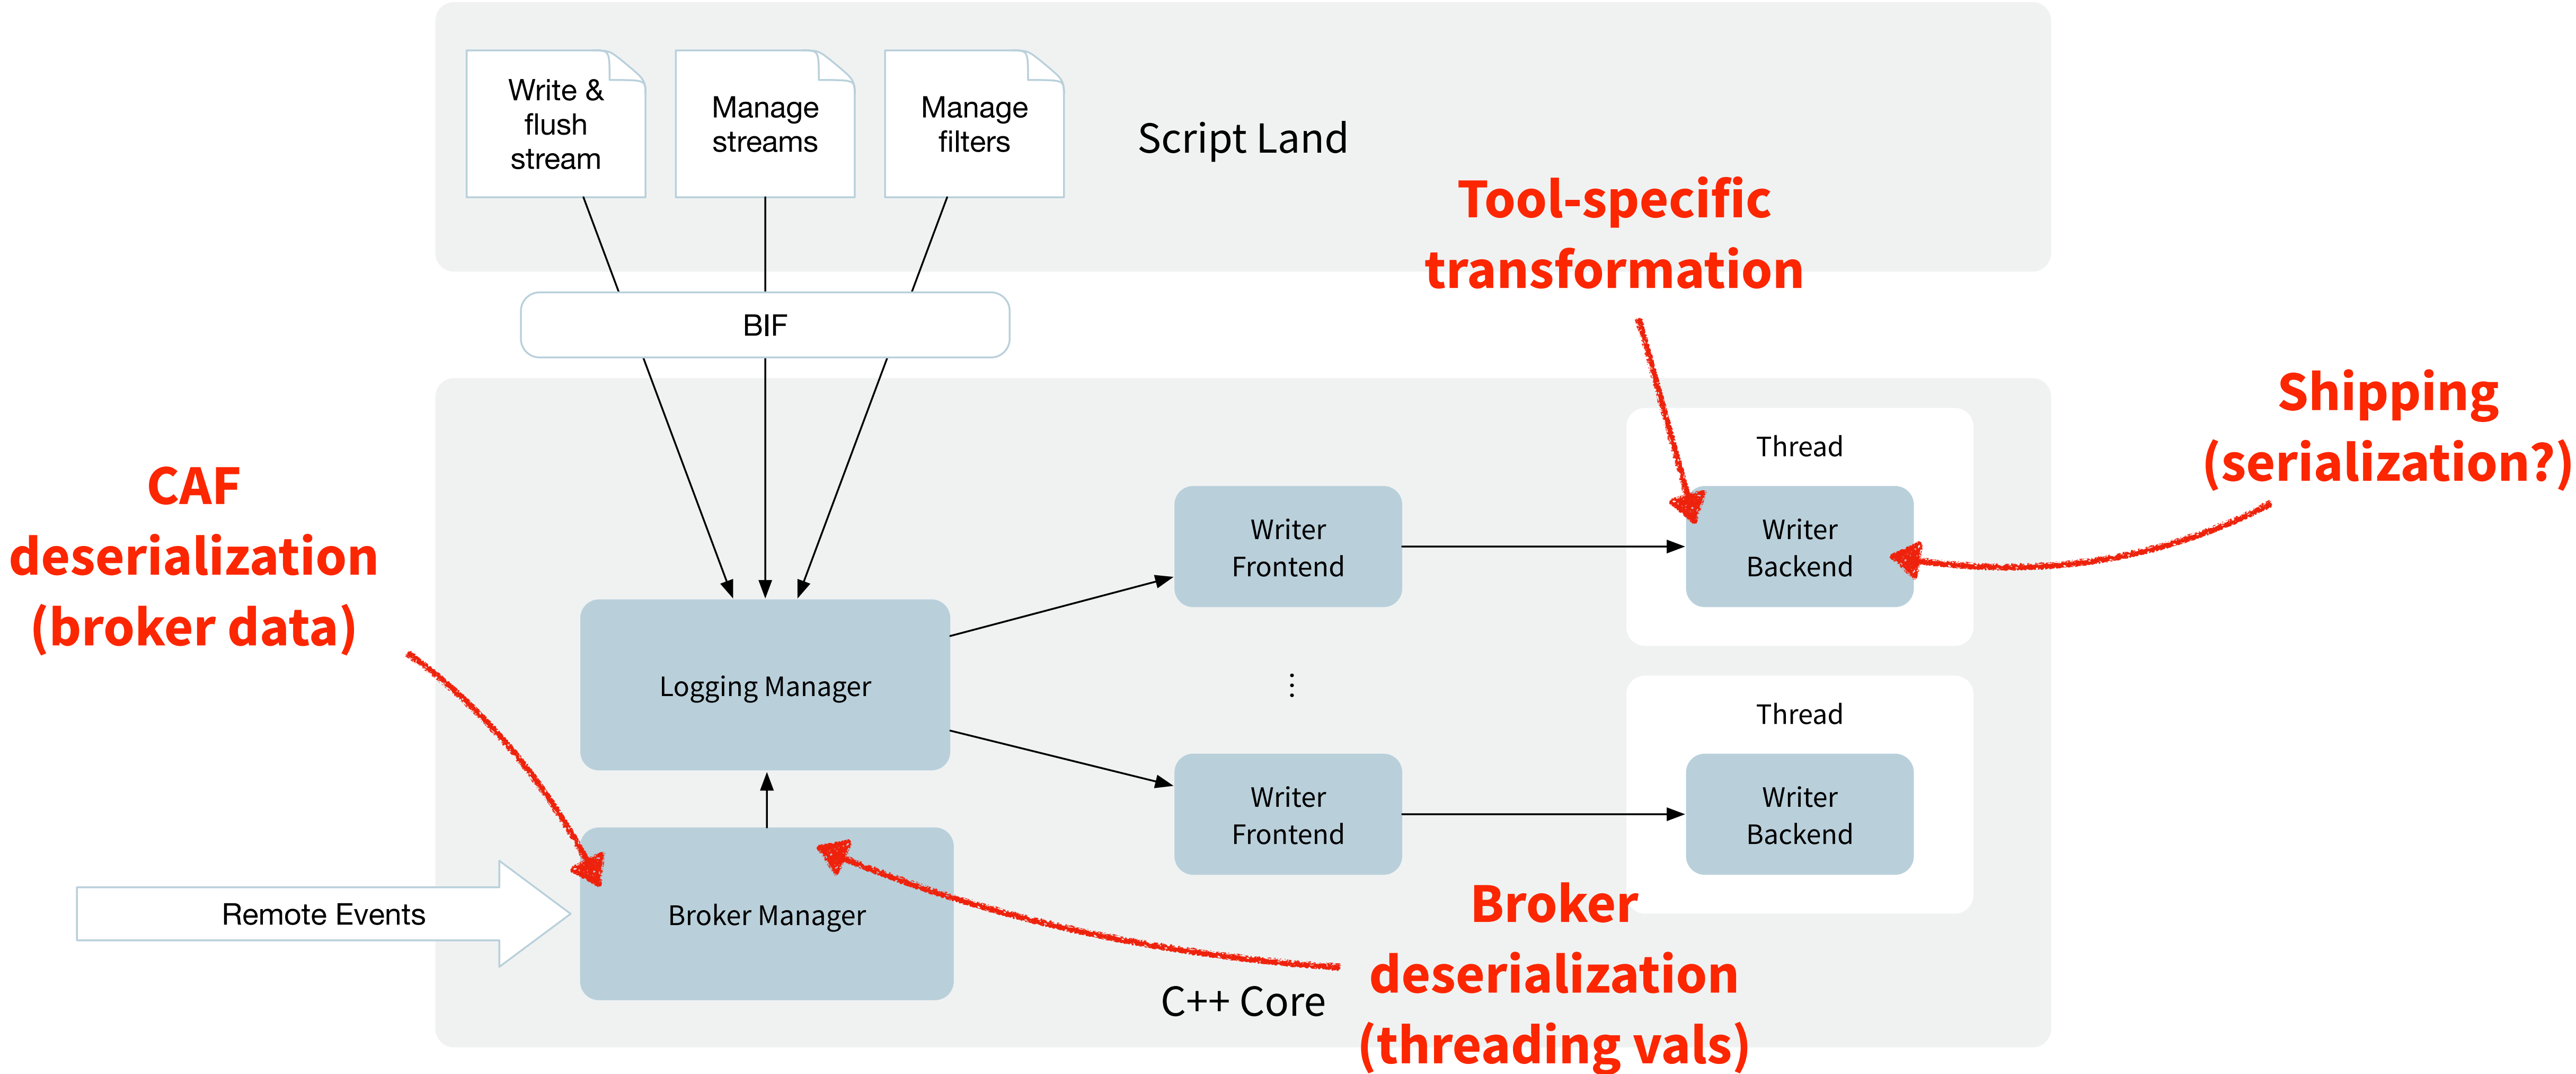 Write &
flush
stream
Manage
streams
Manage
filters
Script Land
Tool-specific
transformation
BIF
Shipping
(serialization?)
CAF
deserialization
(broker data)
Thread
Writer
Frontend
Writer
Backend
Logging Manager
⋮
Thread
Writer
Frontend
Writer
Backend
Remote Events
Broker Manager
Broker
deserialization
(threading vals)
C++ Core